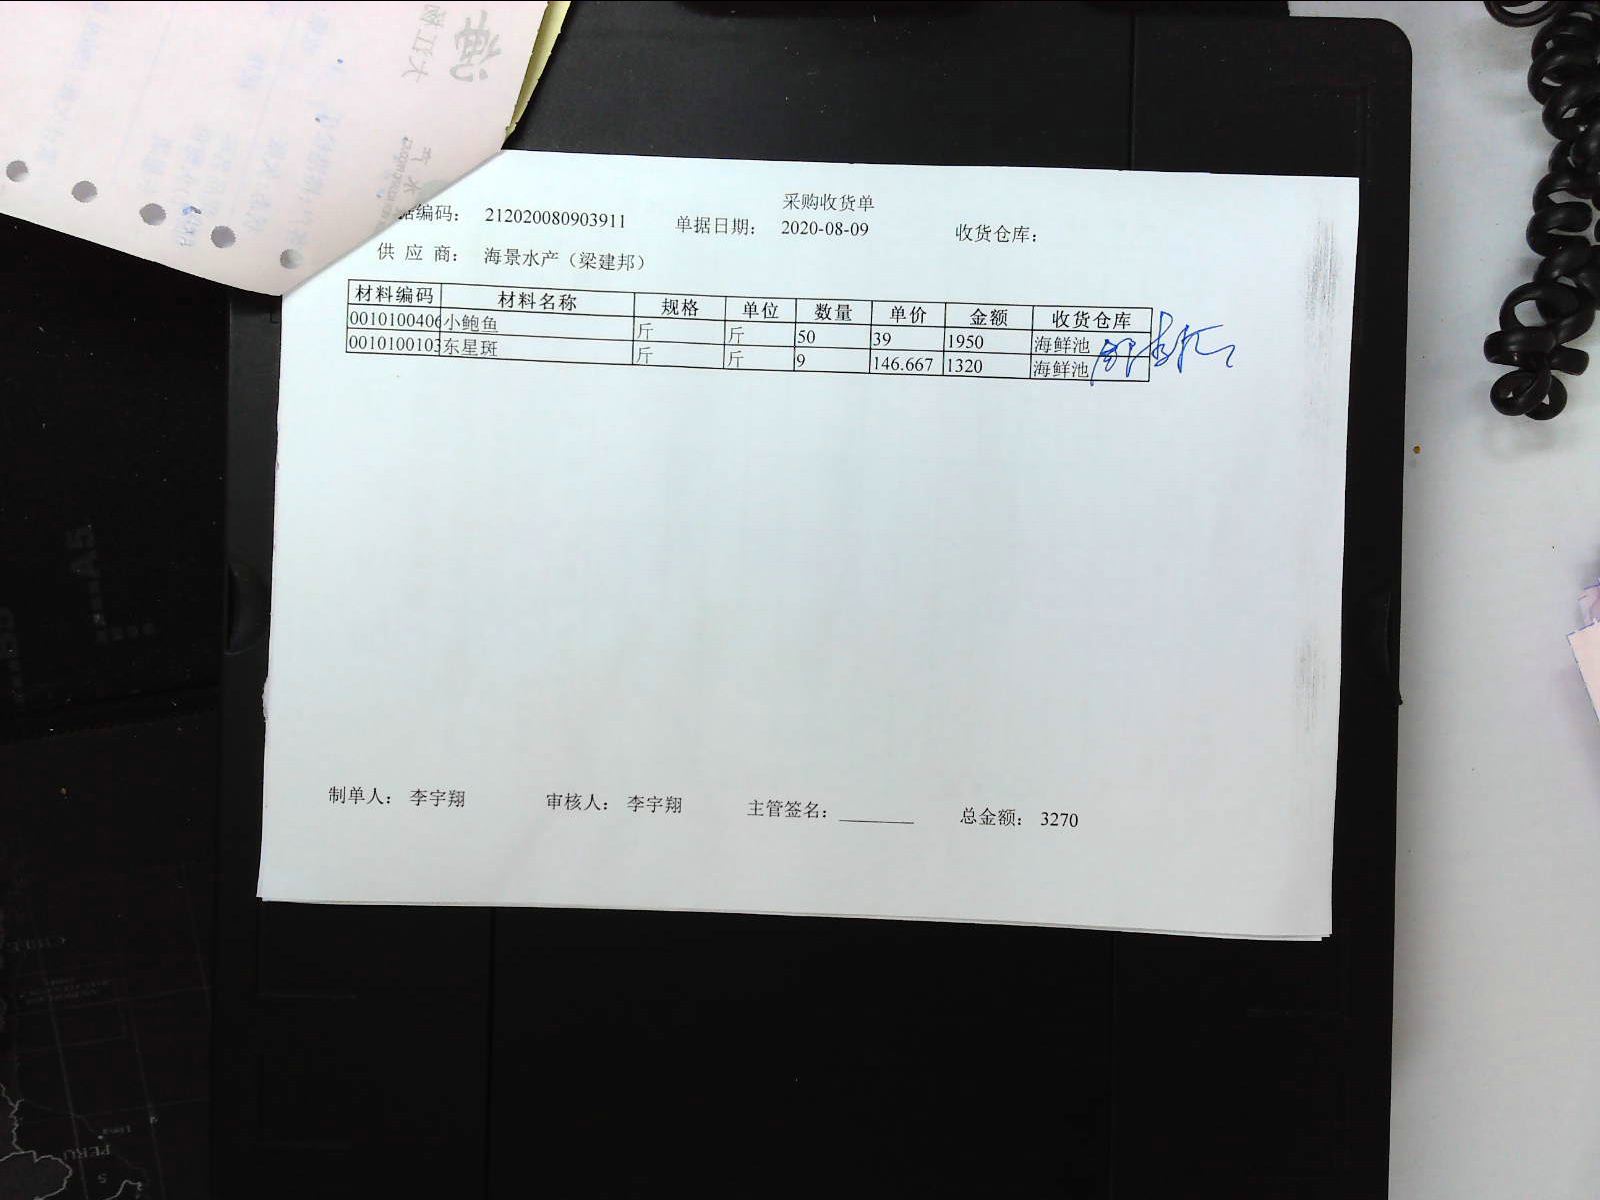 采购收货单
据编码： 212020080903911 单据日期： 2020-08-09 收货仓库：
供 应 商： 海景水产（梁建邦）
材料编码 材料名称 规格 单位 数量 单价 金额 收货仓库
0010100406 小鲍鱼 斤 斤 50 39 1950 海鲜池
0010100103 东星斑 斤 斤 9 146.667 1320 海鲜池
制单人： 李宇翔 审核人： 李宇翔 主管签名： 总金额： 3270